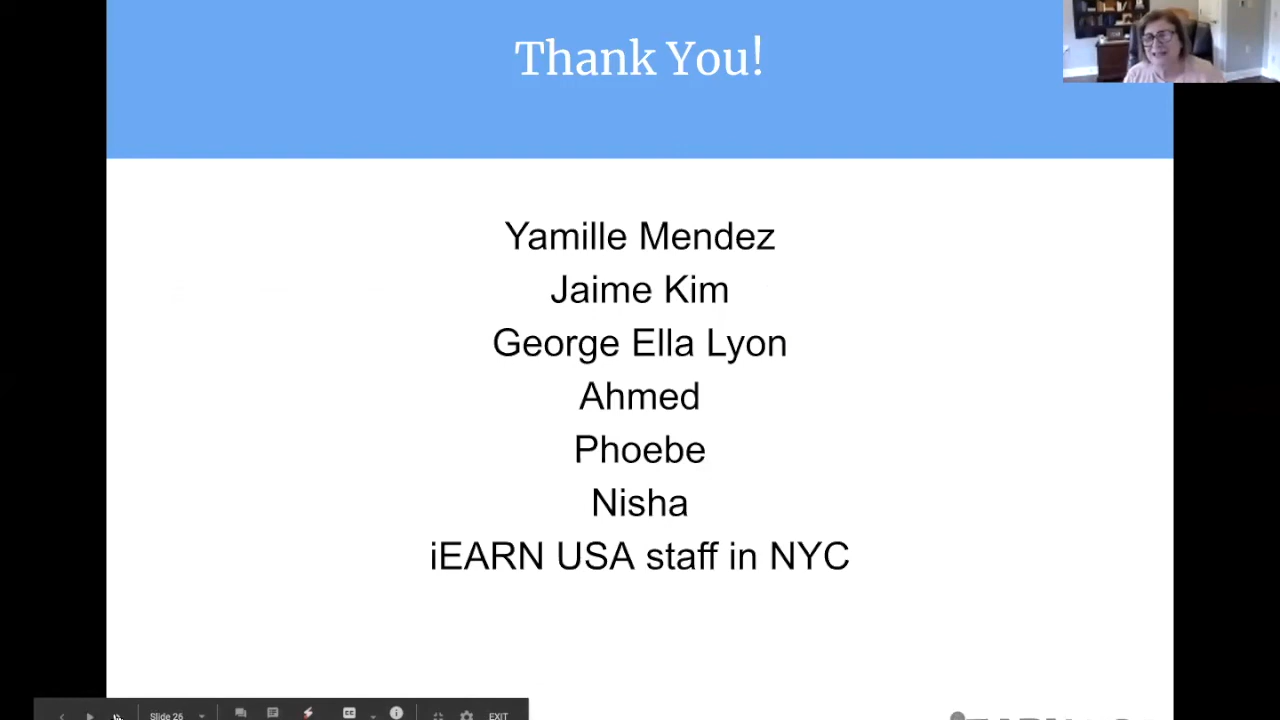 Thank You!
Yamille Mendez
Jaime Kim
George Ella Lyon
Ahmed
Phoebe
Nisha
iEARN USA staff in NYC
Slide 26
CC
EXIT